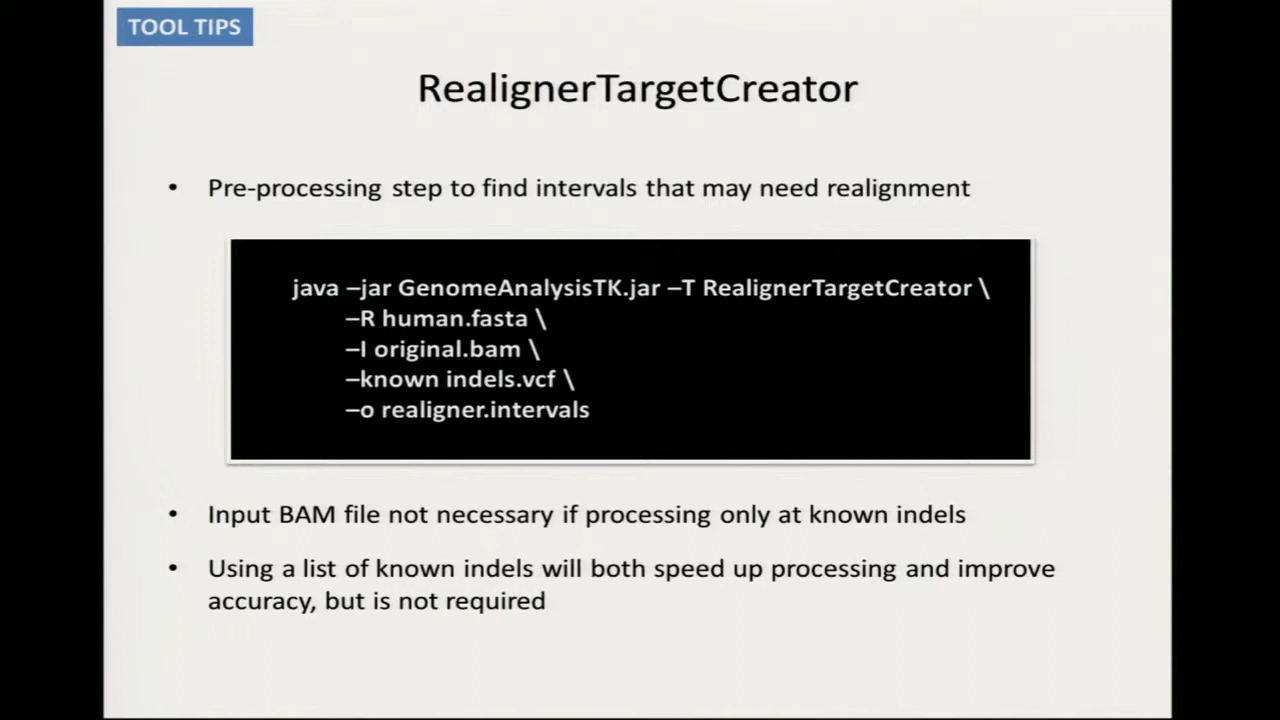 TOOL TIPS
RealignerTargetCreator
• Pre-processing step to find intervals that may need realignment
java –jar GenomeAnalysisTK.jar –T RealignerTargetCreator \
–R human.fasta \
–I original.bam \
–known indels.vcf \
–o realigner.intervals
• Input BAM file not necessary if processing only at known indels
• Using a list of known indels will both speed up processing and improve
accuracy, but is not required